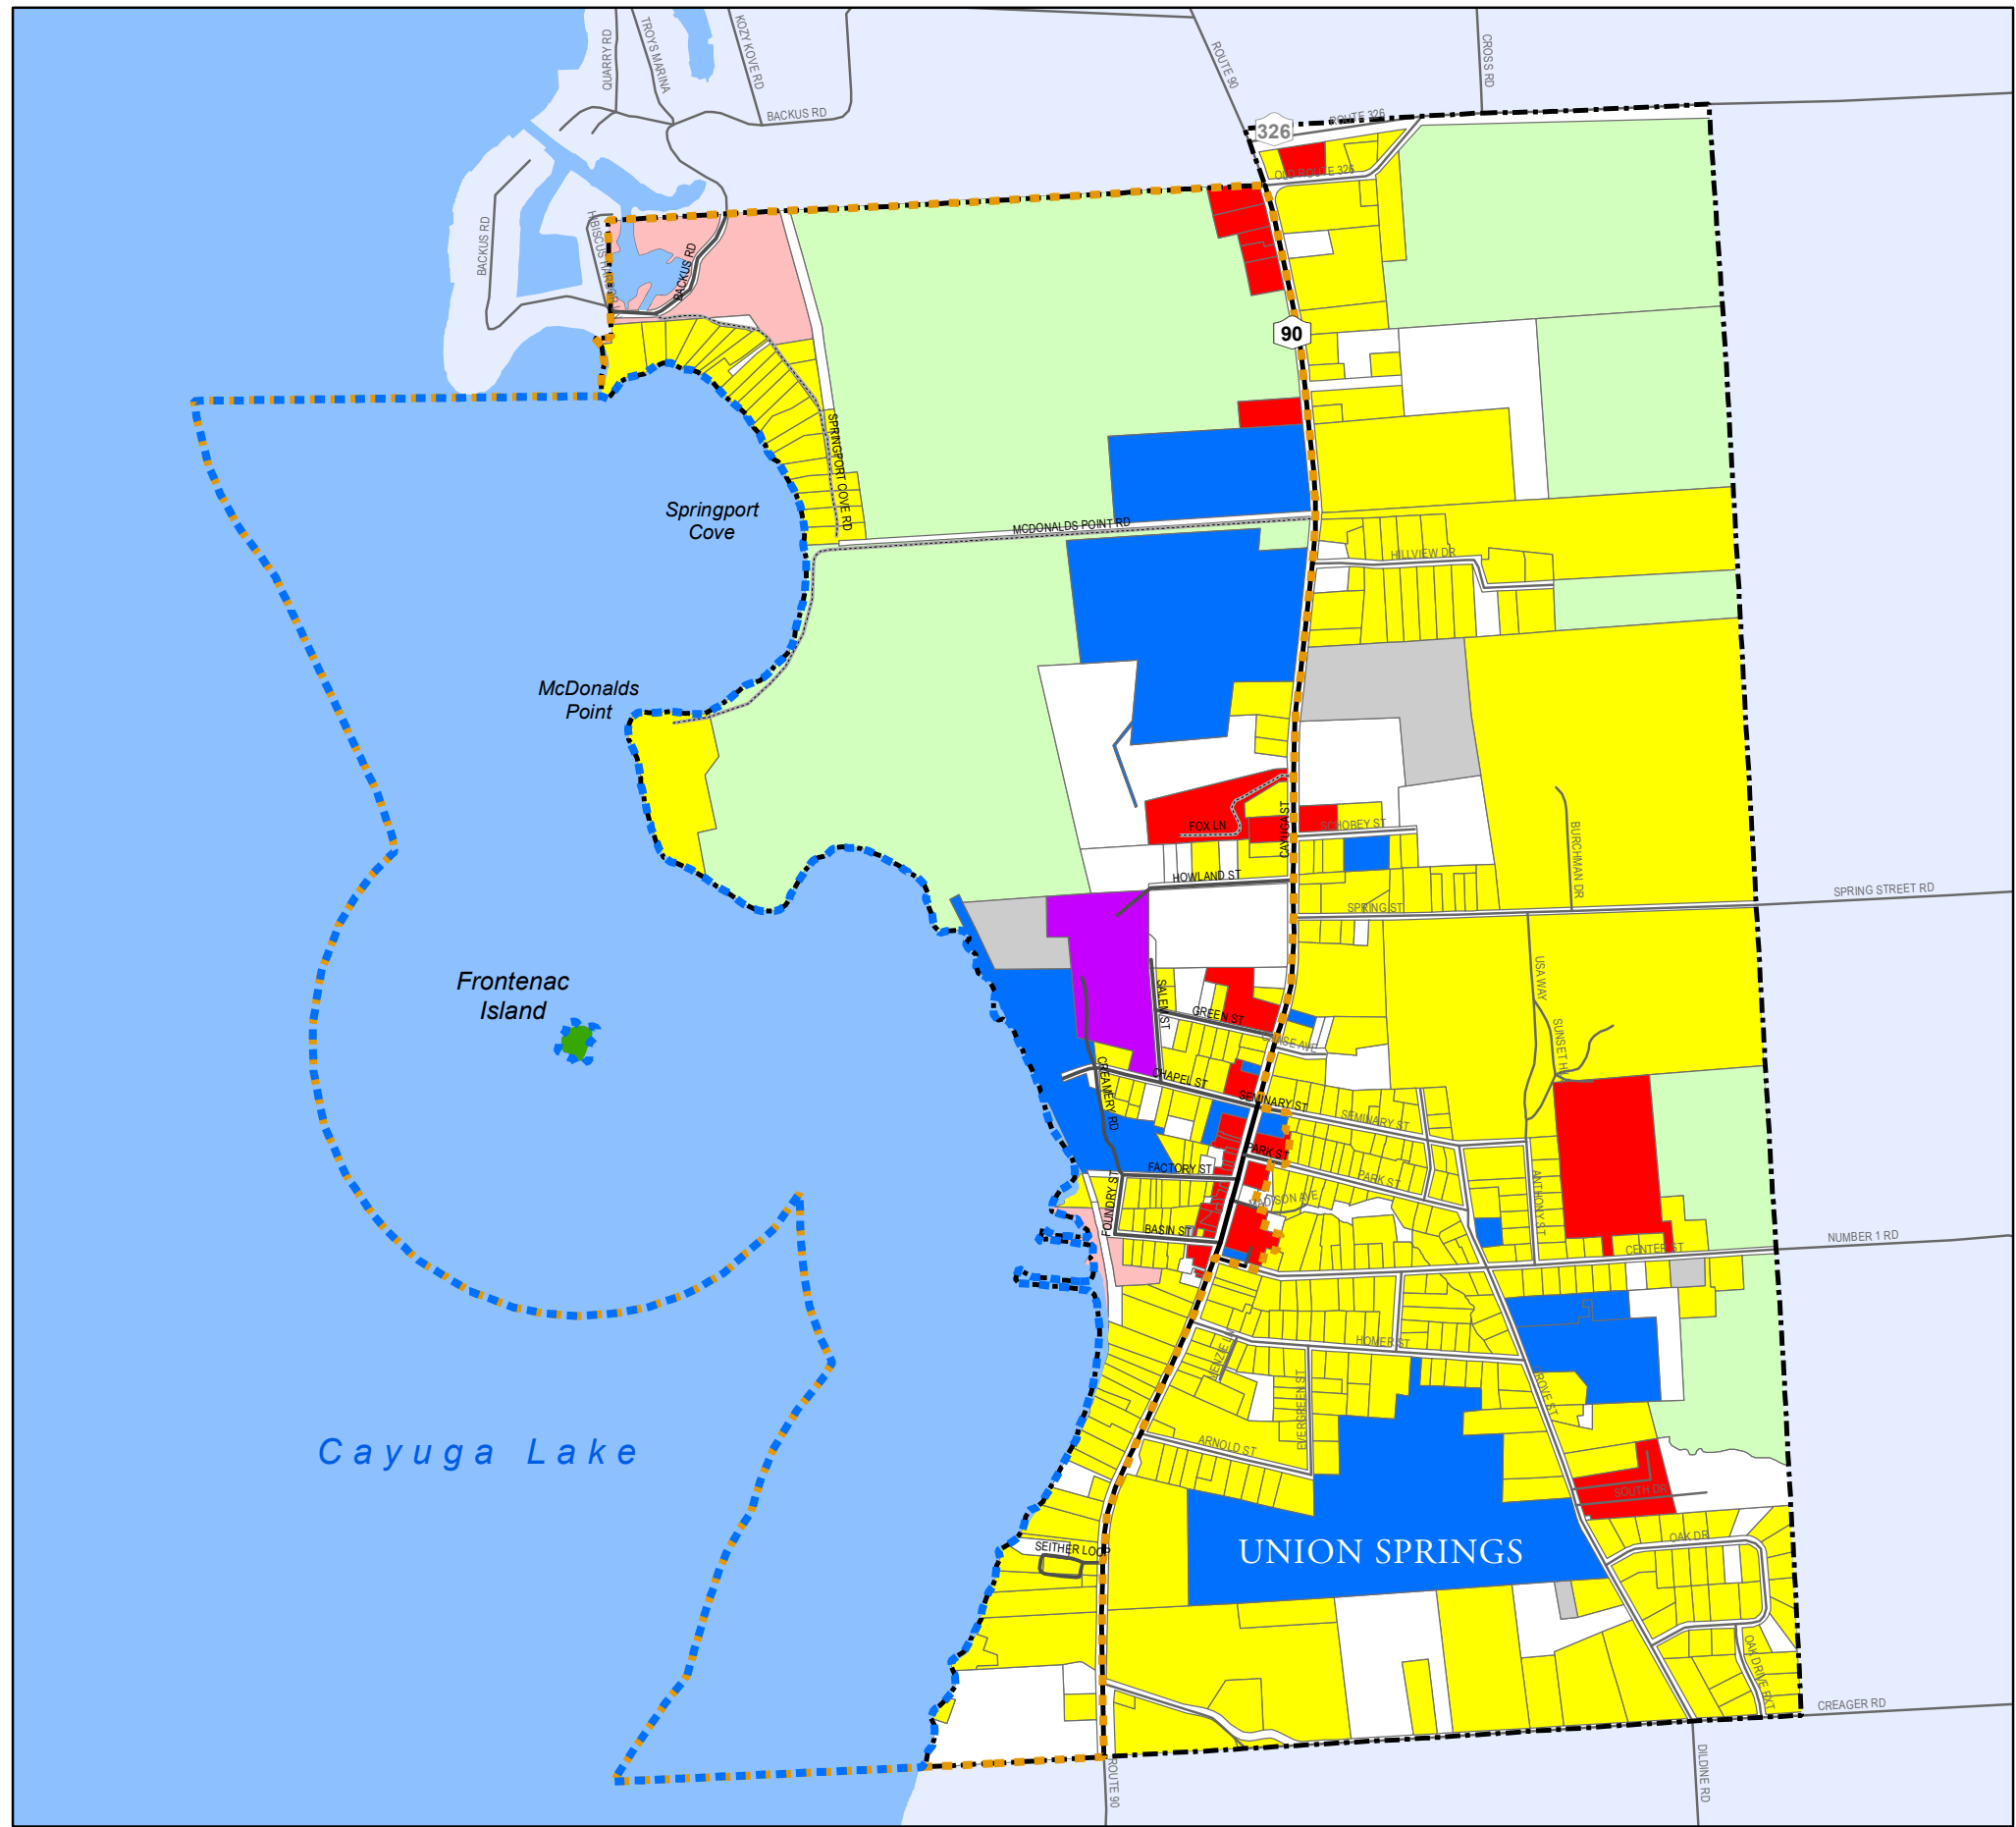 QUARRY RD
TROYS MARINA
KOZY KOVE RD
BACKUS RD
ROUTE 90
CROSS RD
326
ROUTE 326
OLD ROUTE 326
BACKUS RD
BACKUS RD
90
SPRINGPORT COVE RD
Springport
Cove
MCDONALDS POINT RD
HILLVIEW DR
McDonalds
Point
FOX LN
CAYUGA ST
SCHOBEY ST
BURCHMAN DR
HOWLAND ST
SPRING ST
SPRING STREET RD
Frontenac
Island
SALEM ST
GREEN ST
USA WAY
CREAMERY RD
CHAPEL ST
SEMINARY ST
SEMINARY ST
PARK ST
PARK ST
FACTORY ST
FOUNDRY ST
MADISON AVE
ANTHONY ST
BASIN ST
CENTER ST
NUMBER 1 RD
HOMER ST
GROVE ST
EVERGREEN ST
Cayuga Lake
ARNOLD ST
SOUTH DR
UNION SPRINGS
OAK DR
SEITHER LOOP
OAK DRIVE EXT
CREAGER RD
ROUTE 90
DILDINE RD